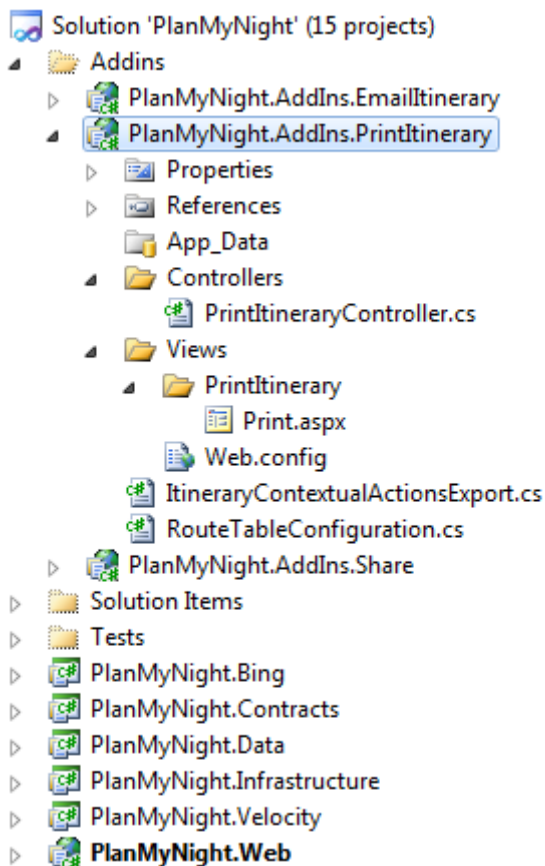 Solution 'PlanMyNight' (15 projects)
Addins
PlanMyNight.AddIns.EmailItinerary
PlanMyNight.AddIns.PrintItinerary
Properties
References
App_Data
Controllers
PrintItineraryController.cs
Views
PrintItinerary
Print.aspx
Web.config
ItineraryContextualActionsExport.cs
RouteTableConfiguration.cs
PlanMyNight.AddIns.Share
Solution Items
Tests
PlanMyNight.Bing
PlanMyNight.Contracts
PlanMyNight.Data
PlanMyNight.Infrastructure
PlanMyNight.Velocity
PlanMyNight.Web